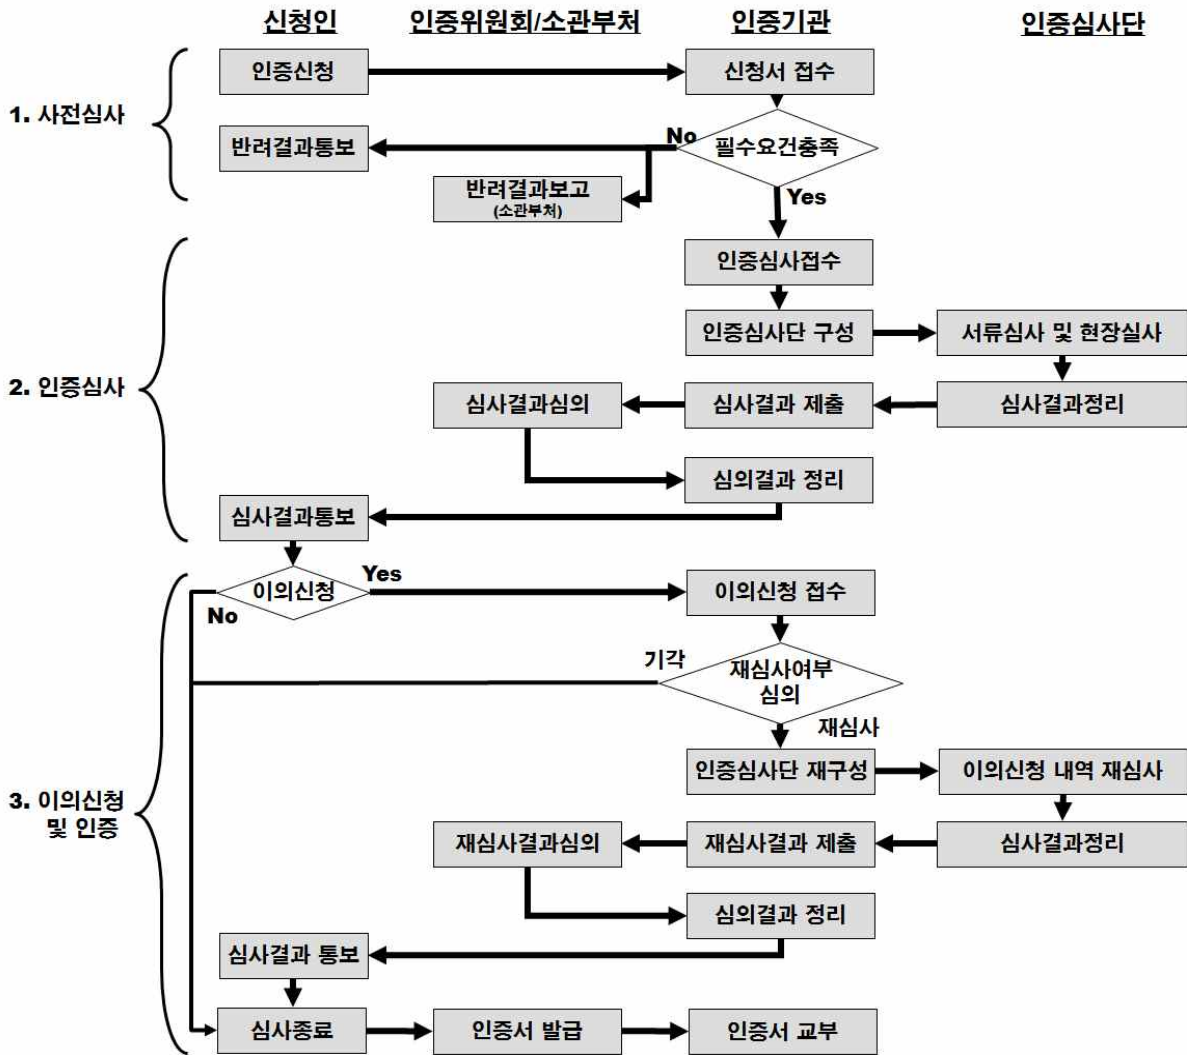 신청인 인증위원회/소관부처 인증기관 인증심사단
1. 사전심사
인증신청 신청서 접수
No
반려결과통보 필수요건충족
반려결과보고
(소관부처)
Yes
2. 인증심사
인증심사접수
인증심사단 구성 서류심사 및 현장실사
심사결과심의 심사결과 제출 심사결과정리
심의결과 정리
심사결과통보
3. 이의신청
및 인증
이의신청 Yes 이의신청 접수
No
기각 재심사여부
심의
재심사
인증심사단 재구성 이의신청 내역 재심사
재심사결과심의 재심사결과 제출 심사결과정리
심의결과 정리
심사결과 통보
심사종료 인증서 발급 인증서 교부